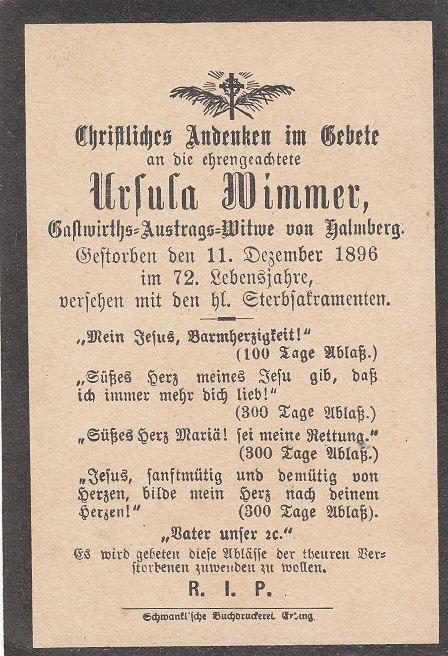 Christliches Andenken im Gebete
an die ehrengeachtete
Ursula Wimmer,
Gastwirths-Austrags-Witwe von Halmberg.
Gestorben den 11. Dezember 1896
im 72. Lebensjahre,
versehen mit den hl. Sterbsakramenten.
„Mein Jesus, Barmherzigkeit!"
(100 Tage Ablaß.)
„Süßes Herz meines Jesu gib, daß
ich immer mehr dich lieb!"
(300 Tage Ablaß.)
„Süßes Herz Mariä! sei meine Rettung."
(300 Tage Ablaß.)
„Jesus, sanftmütig und demütig von
Herzen, bilde mein Herz nach deinem
Herzen!" (300 Tage Ablaß).
„Vater unser ꝛc."
Es wird gebeten diese Ablässe der theuren Ver-
storbenen zuwenden zu wollen.
R. I. P.
Schwankl'sche Buchdruckerei